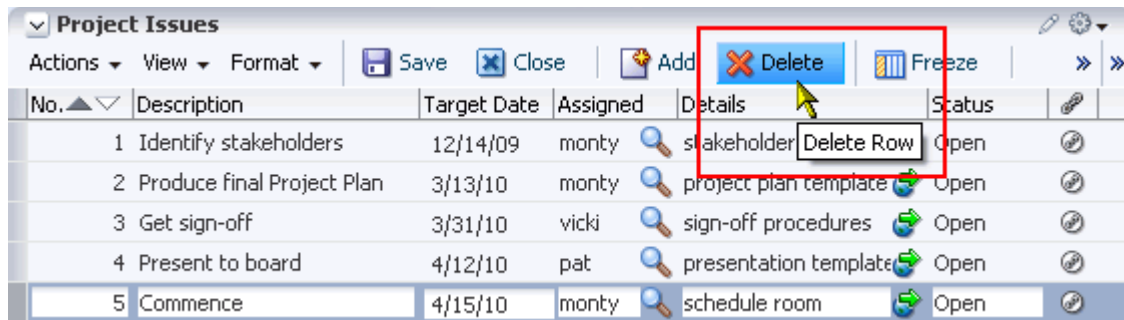 Project Issues
Actions View Format Save Close Add Delete Freeze » »
No. Description Target Date Assigned Details Status
1 Identify stakeholders 12/14/09 monty stakeholder Open
Delete Row
2 Produce final Project Plan 3/13/10 monty project plan template Open
3 Get sign-off 3/31/10 vicki sign-off procedures Open
4 Present to board 4/12/10 pat presentation template Open
5 Commence 4/15/10 monty schedule room Open